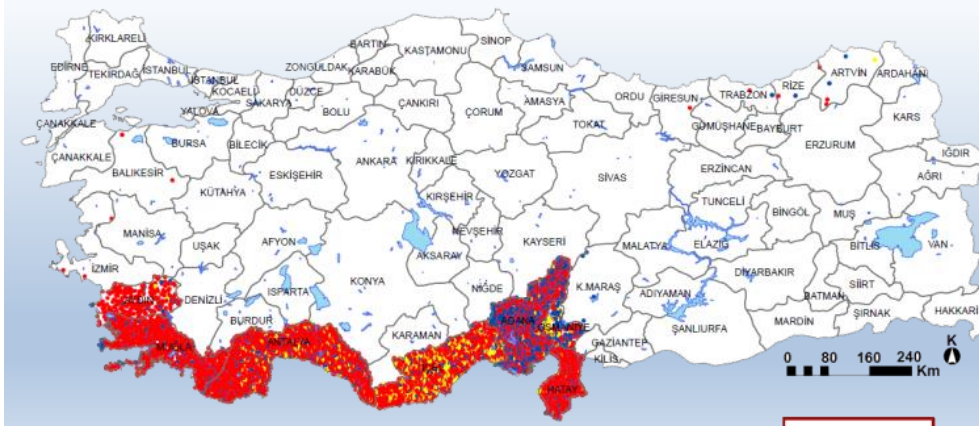 KIRKLARELİ
EDİRNE
TEKİRDAĞ
İSTANBUL
İSTANBUL
KOCAELİ
YALOVA
SAKARYA
DÜZCE
ZONGULDAK
BARTIN
KARABÜK
KASTAMONU
SİNOP
SAMSUN
ORDU
GİRESUN
TRABZON
RİZE
ARTVİN
ARDAHAN
ÇANAKKALE
ÇANAKKALE
BALIKESİR
BURSA
BİLECİK
BOLU
ÇANKIRI
ÇORUM
AMASYA
TOKAT
GÜMÜŞHANE
BAYBURT
ERZURUM
KARS
IĞDIR
AĞRI
KÜTAHYA
ESKİŞEHİR
ANKARA
KIRIKKALE
YOZGAT
SİVAS
ERZİNCAN
TUNCELİ
BİNGÖL
MUŞ
KIRŞEHİR
NEVŞEHİR
KAYSERİ
MALATYA
ELAZIĞ
BİTLİS
VAN
MANİSA
UŞAK
AFYON
İZMİR
AKSARAY
KONYA
NİĞDE
K.MARAŞ
ADIYAMAN
DİYARBAKIR
BATMAN
SİİRT
ŞIRNAK
HAKKARİ
MARDİN
ŞANLIURFA
GAZİANTEP
KİLİS
AYDIN
DENİZLİ
ISPARTA
BURDUR
MUĞLA
ANTALYA
KARAMAN
ADANA
OSMANİYE
HATAY
K
0 80 160 240
Km